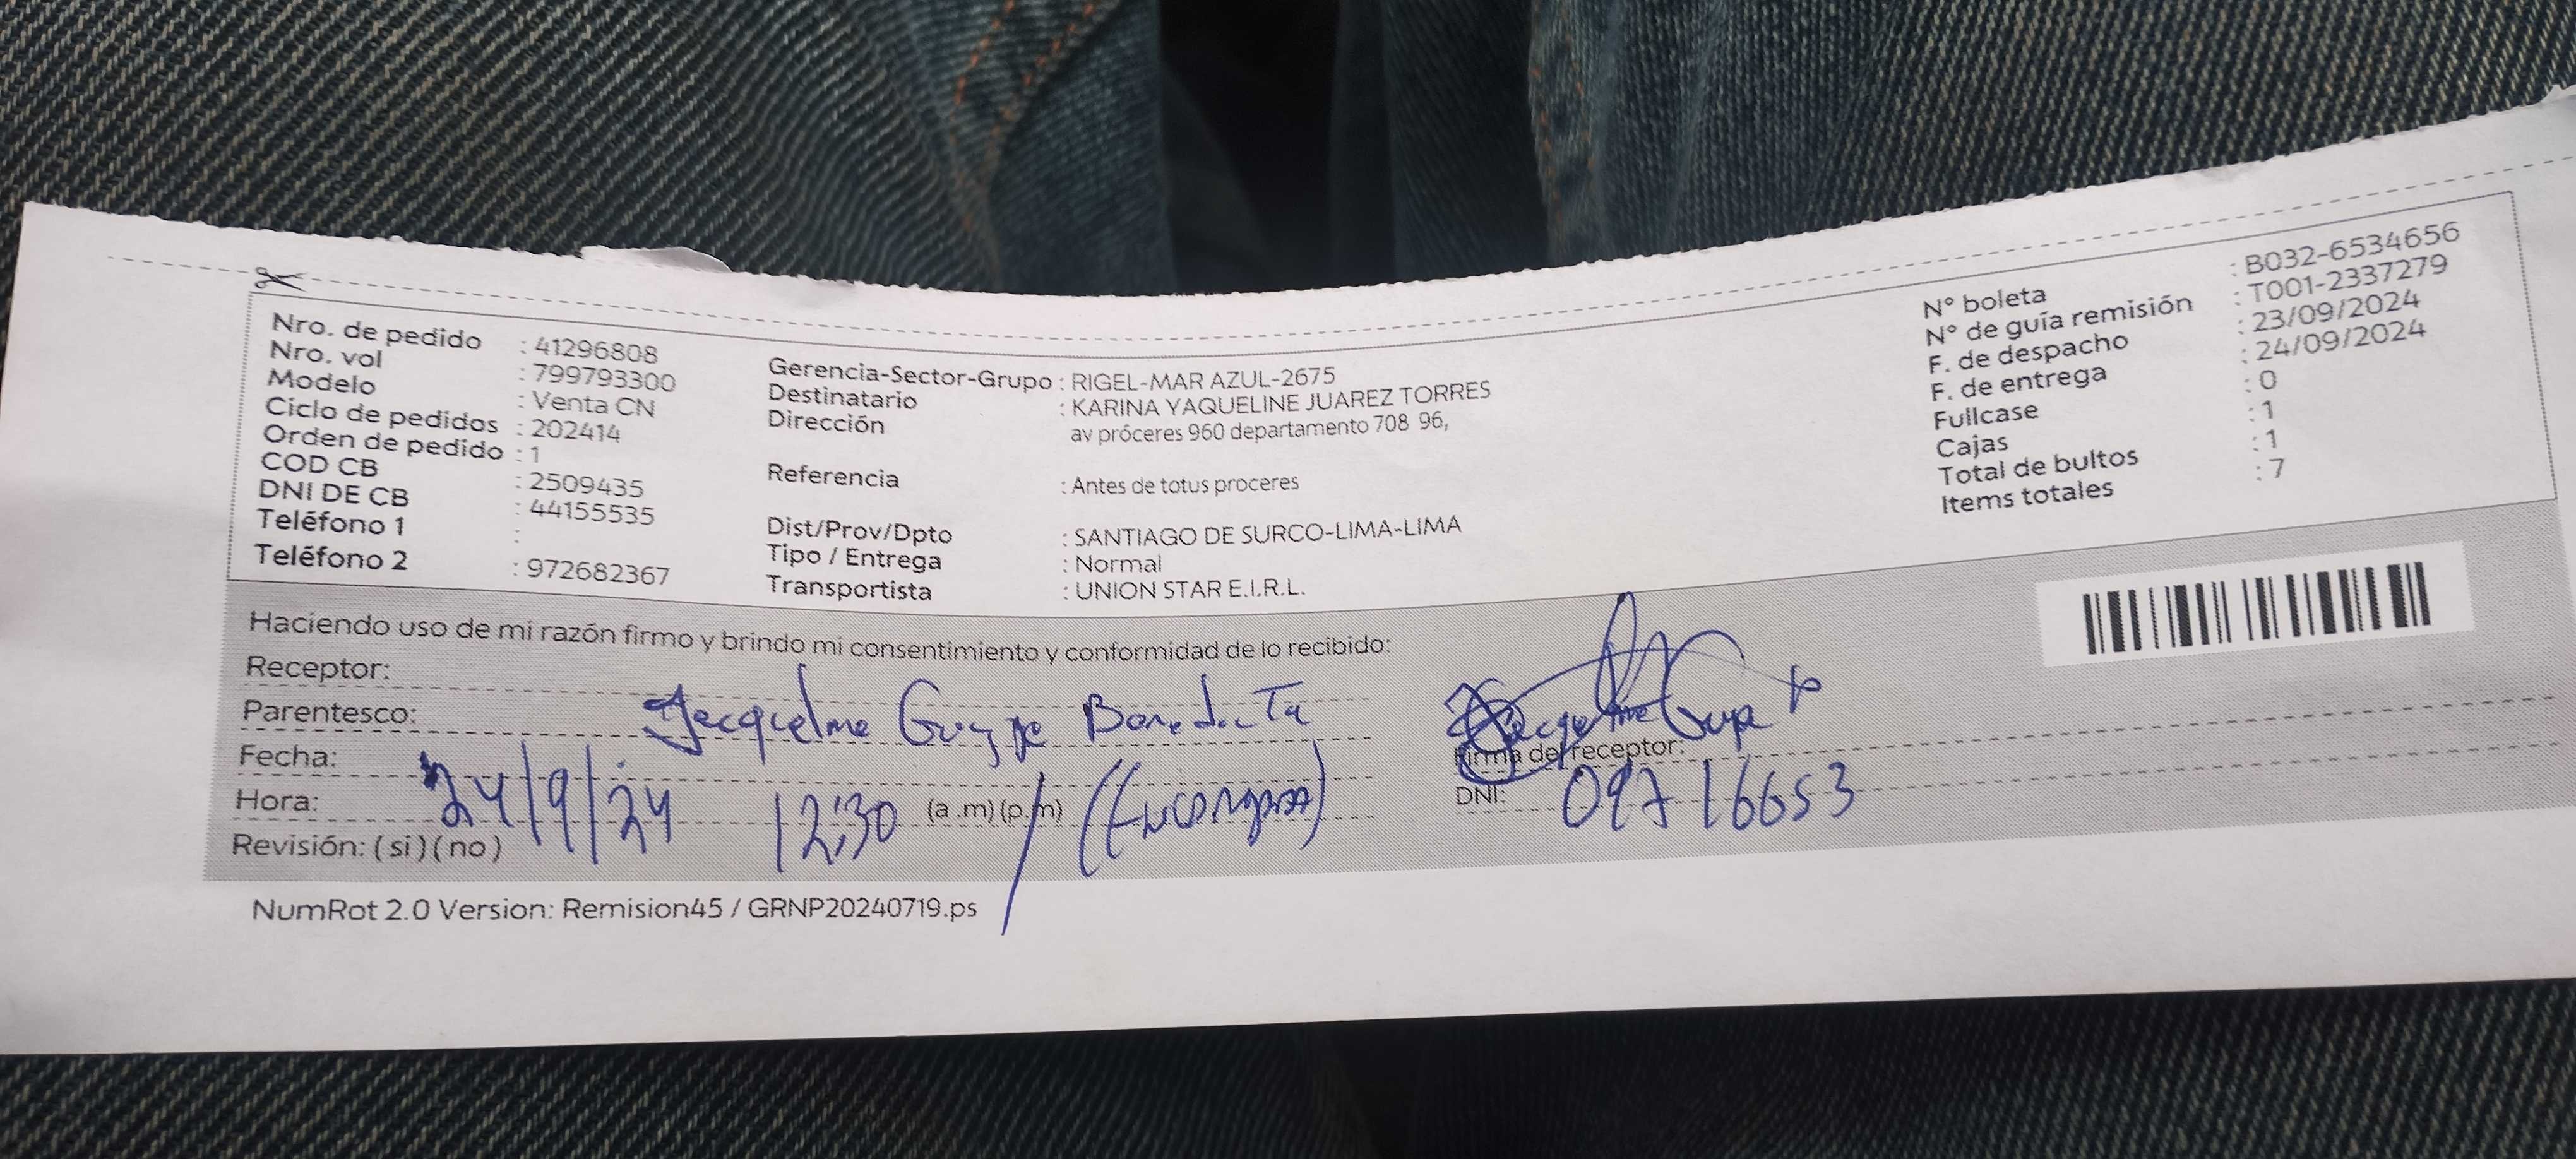 Nro. de pedido : 41296808
Nro. vol : 799793300
Modelo : Venta CN
Ciclo de pedidos : 202414
Orden de pedido : 1
COD CB : 2509435
DNI DE CB : 44155535
Teléfono 1 :
Teléfono 2 : 972682367
Gerencia-Sector-Grupo : RIGEL-MAR AZUL-2675
Destinatario : KARINA YAQUELINE JUAREZ TORRES
Dirección av próceres 960 departamento 708 96,
Referencia : Antes de totus proceres
Dist/Prov/Dpto : SANTIAGO DE SURCO-LIMA-LIMA
Tipo / Entrega : Normal
Transportista : UNION STAR E.I.R.L.
N° boleta : B032-6534656
N° de guía remisión : T001-2337279
F. de despacho : 23/09/2024
F. de entrega : 24/09/2024
Fullcase : 0
Cajas : 1
Total de bultos : 1
Items totales : 7
Haciendo uso de mi razón firmo y brindo mi consentimiento y conformidad de lo recibido:
Receptor:
Parentesco: Jacqueline
Fecha: 24/9/24
Hora: 12:30 (a .m) (p.m)
Revisión: ( si ) ( no )
Firma del receptor:
DNI: 09716653
NumRot 2.0 Version: Remision45 / GRNP20240719.ps